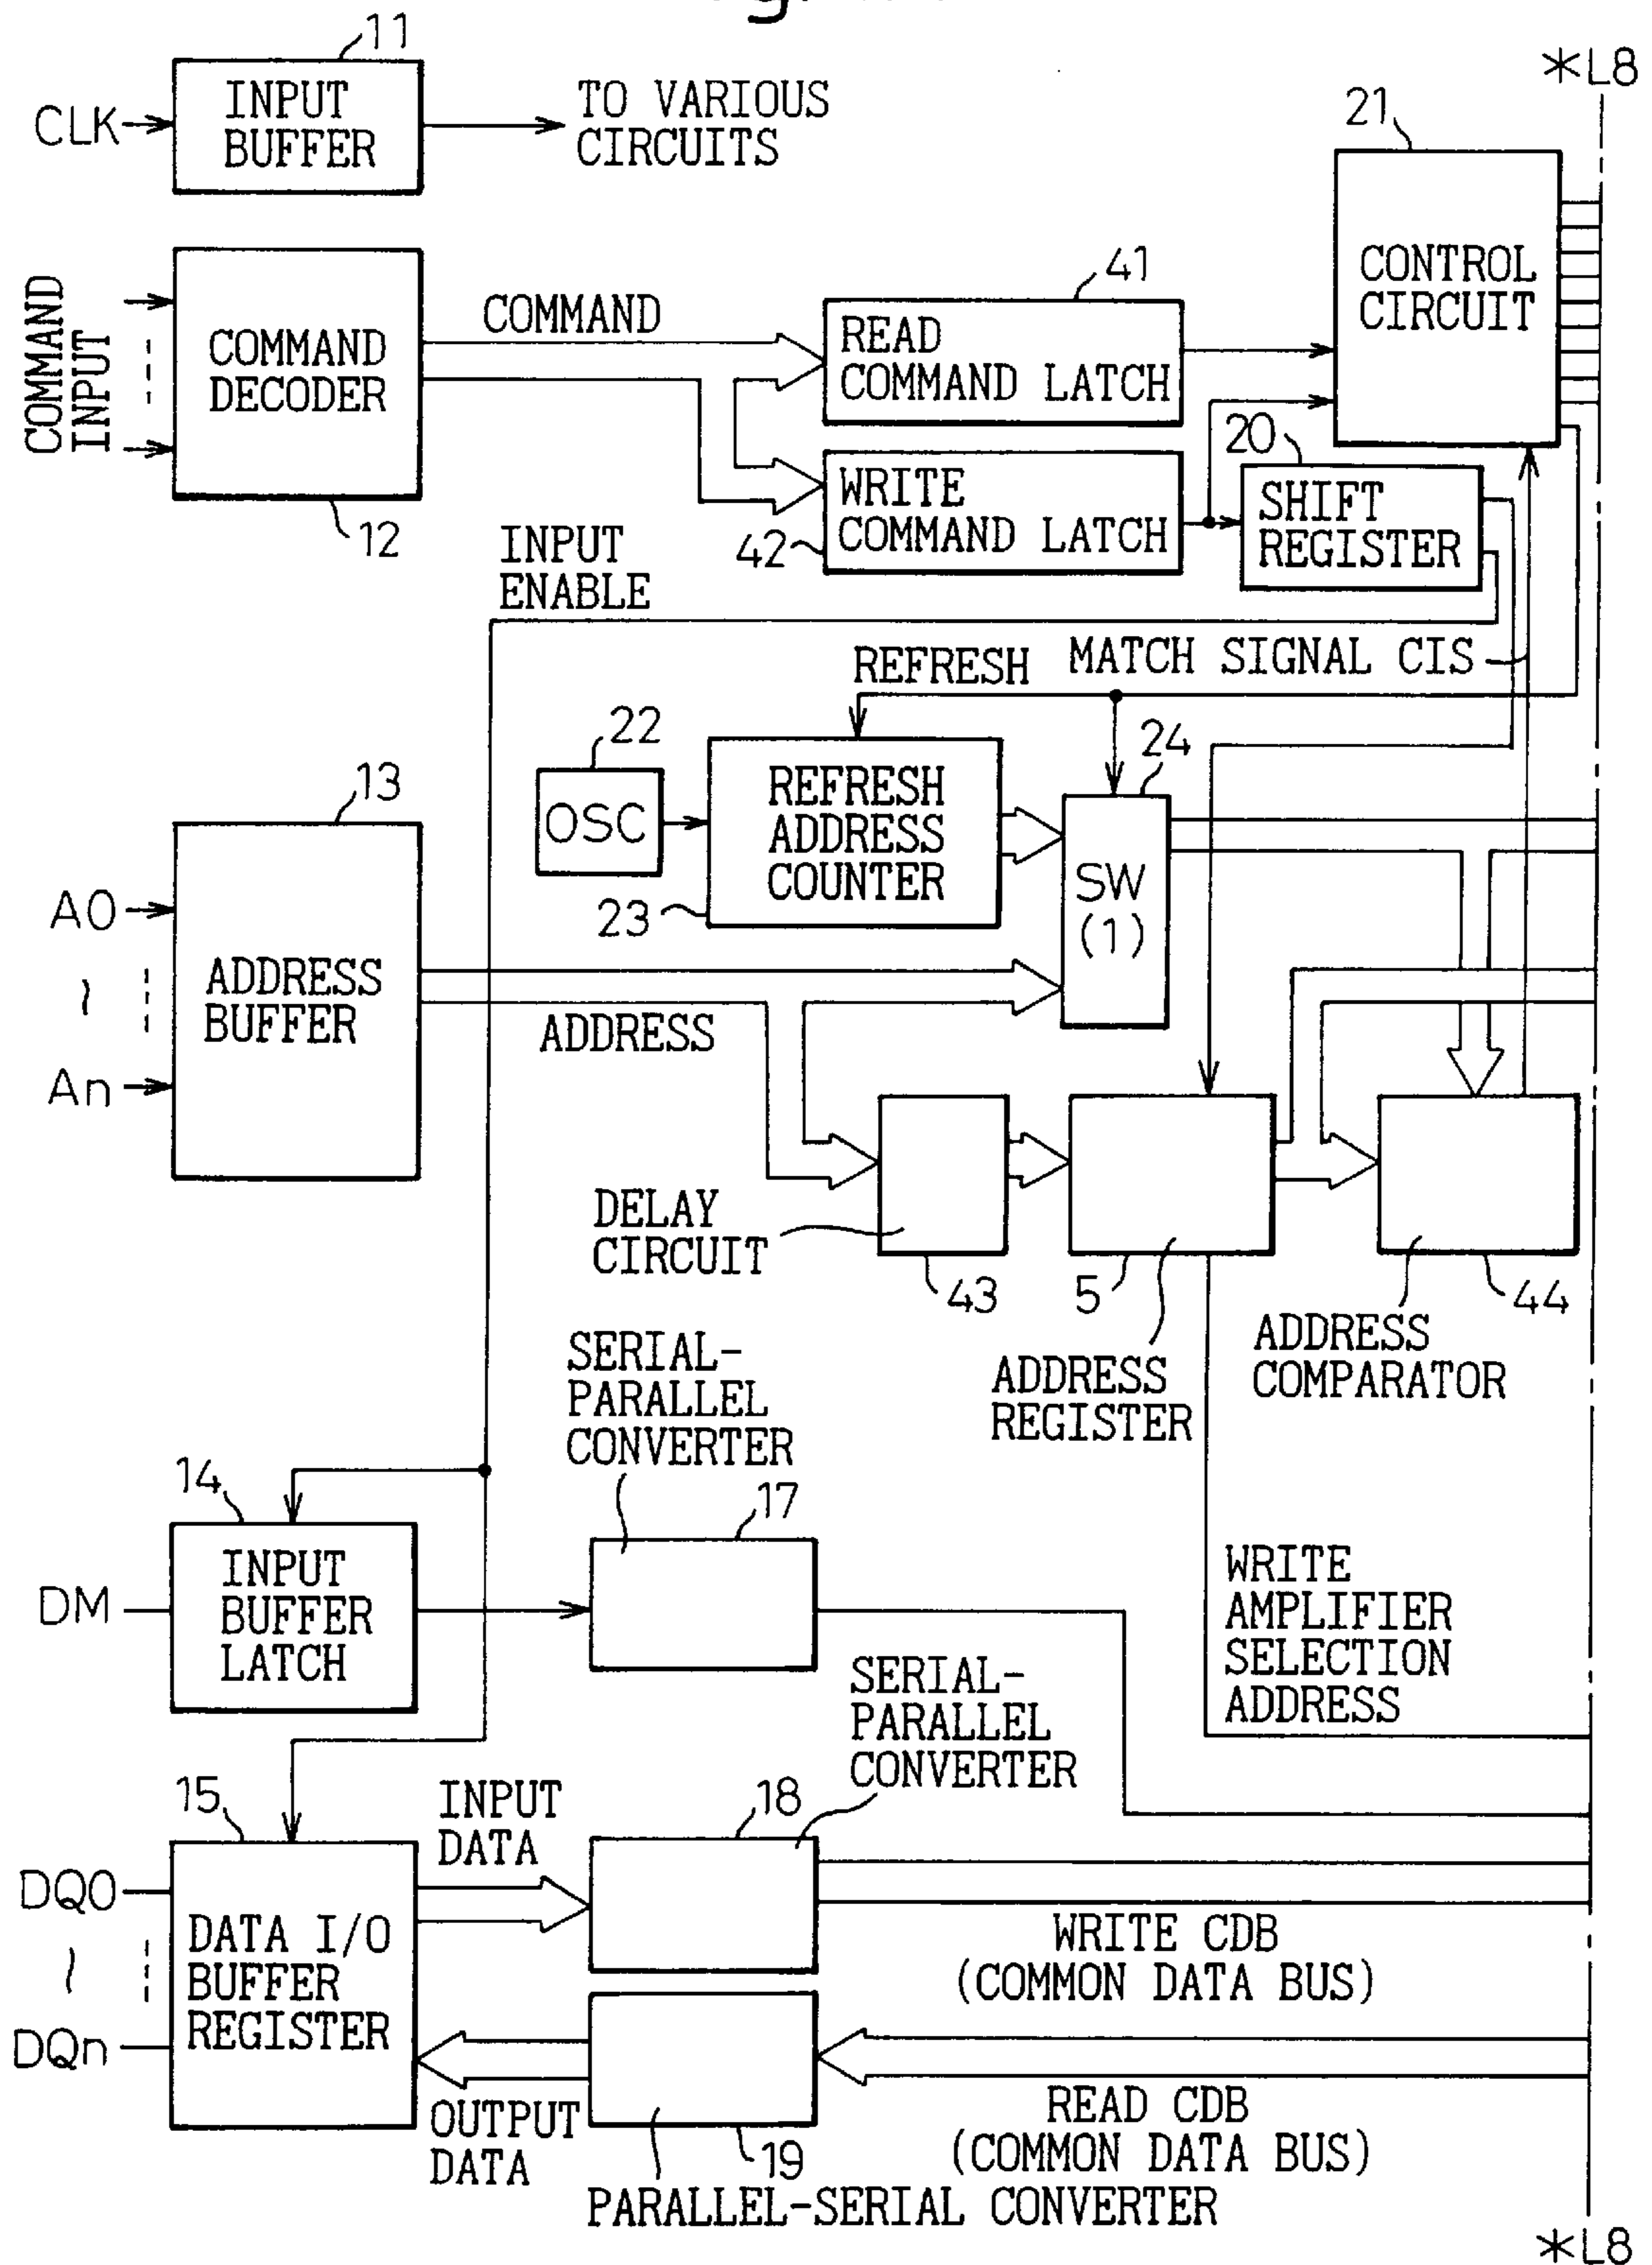 11
*L8
CLK
INPUT
BUFFER
TO VARIOUS
CIRCUITS
21
CONTROL
CIRCUIT
COMMAND
INPUT
COMMAND
DECODER
12
COMMAND
41
READ
COMMAND LATCH
WRITE
COMMAND LATCH
42
20
SHIFT
REGISTER
INPUT
ENABLE
REFRESH
MATCH SIGNAL CIS
22
OSC
REFRESH
ADDRESS
COUNTER
23
24
SW
(1)
13
A0
~
An
ADDRESS
BUFFER
ADDRESS
DELAY
CIRCUIT
43
5
44
ADDRESS
REGISTER
ADDRESS
COMPARATOR
SERIAL-
PARALLEL
CONVERTER
14
17
DM
INPUT
BUFFER
LATCH
WRITE
AMPLIFIER
SELECTION
ADDRESS
SERIAL-
PARALLEL
CONVERTER
15
INPUT
DATA
18
DQ0
~
DQn
DATA I/O
BUFFER
REGISTER
WRITE CDB
(COMMON DATA BUS)
OUTPUT
DATA
19
READ CDB
(COMMON DATA BUS)
PARALLEL-SERIAL CONVERTER
*L8